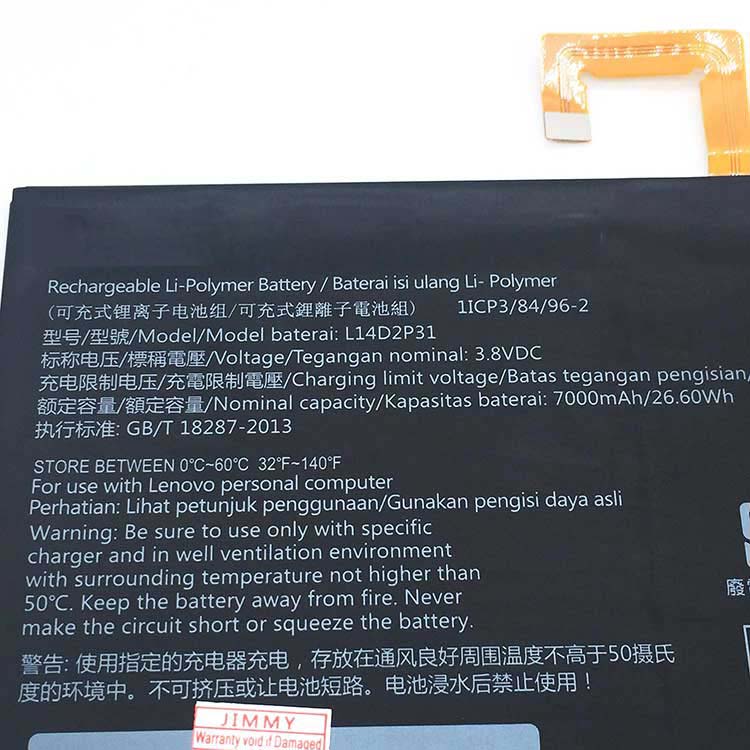 Rechargeable Li-Polymer Battery / Baterai isi ulang Li- Polymer
(可充式锂离子电池组/可充式鋰離子電池組) 1ICP3/84/96-2
型号/型號/Model/Model baterai: L14D2P31
标称电压/標稱電壓/Voltage/Tegangan nominal: 3.8VDC
充电限制电压/充電限制電壓/Charging limit voltage/Batas tegangan pengisian/
额定容量/額定容量/Nominal capacity/Kapasitas baterai: 7000mAh/26.60Wh
执行标准: GB/T 18287-2013
STORE BETWEEN 0°C~60°C 32°F~140°F
For use with Lenovo personal computer
Perhatian: Lihat petunjuk penggunaan/Gunakan pengisi daya asli
Warning: Be sure to use only with specific
charger and in well ventilation environment
with surrounding temperature not higher than
50°C. Keep the battery away from fire. Never
make the circuit short or squeeze the battery.
警告: 使用指定的充电器充电，存放在通风良好周围温度不高于50摄氏
度的环境中。不可挤压或让电池短路。电池浸水后禁止使用！
廢
JIMMY
Warranty void if Damaged